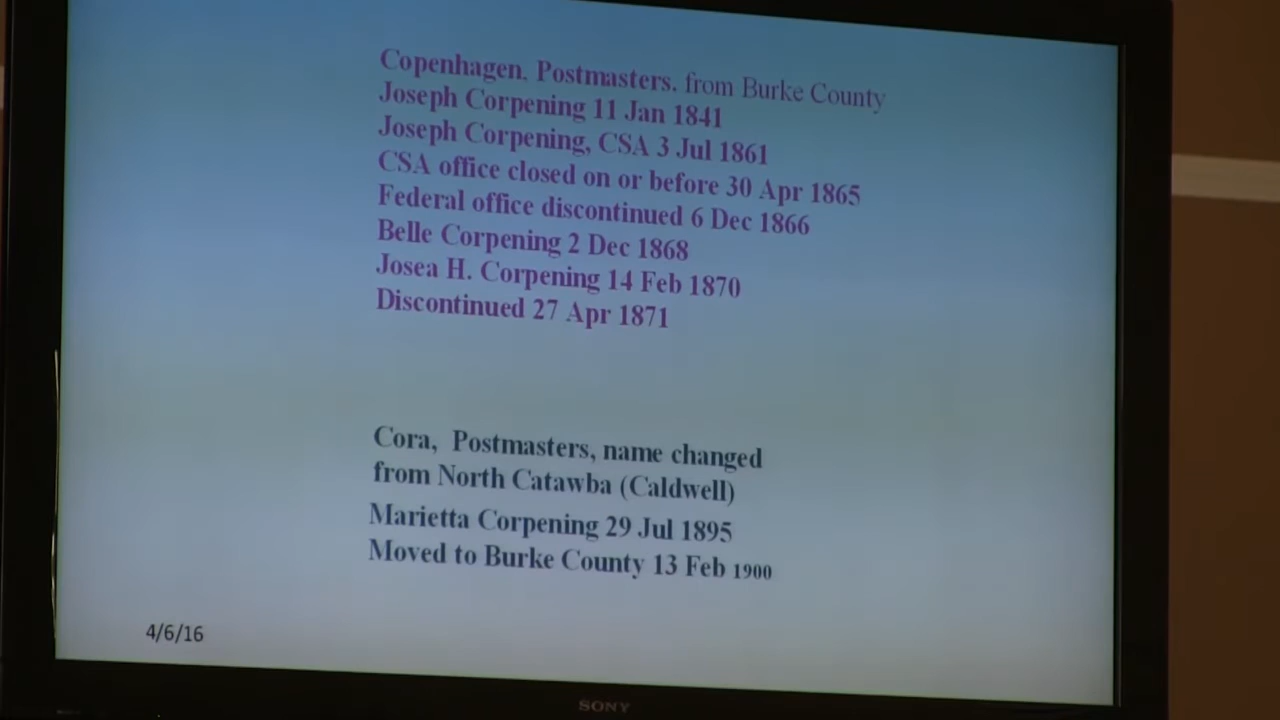 Copenhagen, Postmasters. from Burke County
Joseph Corpening 11 Jan 1841
Joseph Corpening, CSA 3 Jul 1861
CSA office closed on or before 30 Apr 1865
Federal office discontinued 6 Dec 1866
Belle Corpening 2 Dec 1868
Josea H. Corpening 14 Feb 1870
Discontinued 27 Apr 1871
Cora, Postmasters, name changed
from North Catawba (Caldwell)
Marietta Corpening 29 Jul 1895
Moved to Burke County 13 Feb 1900
4/6/16
SONY